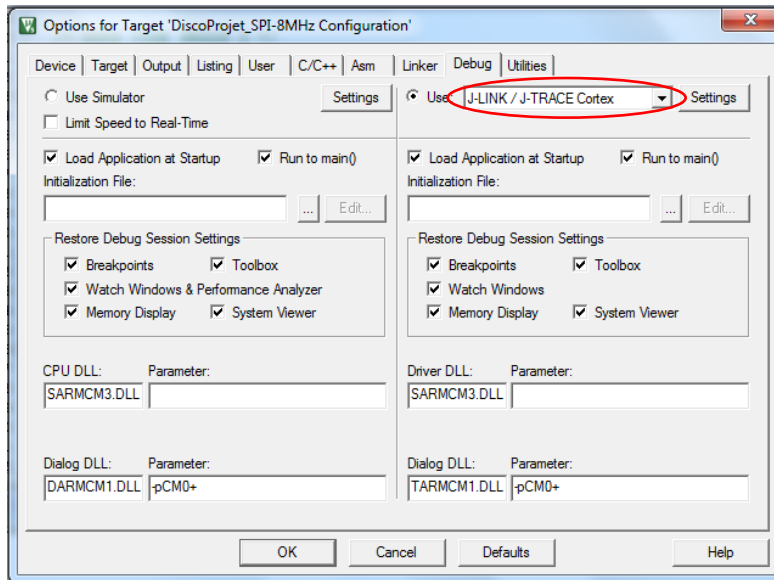 Options for Target 'DiscoProjet_SPI-8MHz Configuration'
Device | Target | Output | Listing | User | C/C++ | Asm | Linker | Debug | Utilities
Use Simulator Settings
Limit Speed to Real-Time
Load Application at Startup Run to main()
Initialization File:
... Edit...
Restore Debug Session Settings
Breakpoints Toolbox
Watch Windows & Performance Analyzer
Memory Display System Viewer
CPU DLL: Parameter:
SARMCM3.DLL
Dialog DLL: Parameter:
DARMCM1.DLL -pCM0+
Use: J-LINK / J-TRACE Cortex Settings
Load Application at Startup Run to main()
Initialization File:
... Edit...
Restore Debug Session Settings
Breakpoints Toolbox
Watch Windows
Memory Display System Viewer
Driver DLL: Parameter:
SARMCM3.DLL
Dialog DLL: Parameter:
TARMCM1.DLL -pCM0+
OK Cancel Defaults Help